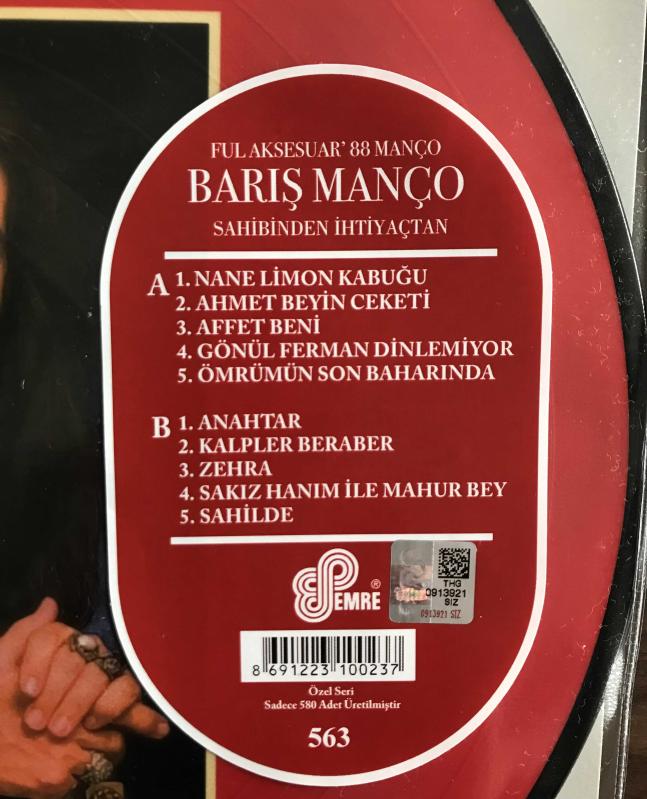 FUL AKSESUAR' 88 MANÇO
BARIŞ MANÇO
SAHİBİNDEN İHTİYAÇTAN
A 1. NANE LİMON KABUĞU
2. AHMET BEYİN CEKETİ
3. AFFET BENİ
4. GÖNÜL FERMAN DİNLEMİYOR
5. ÖMRÜMÜN SON BAHARINDA
B 1. ANAHTAR
2. KALPLER BERABER
3. ZEHRA
4. SAKIZ HANIM İLE MAHUR BEY
5. SAHİLDE
EMRE ®
THG
0913921
SIZ
0913921 SIZ
8 691223 100237
Özel Seri
Sadece 580 Adet Üretilmiştir
563